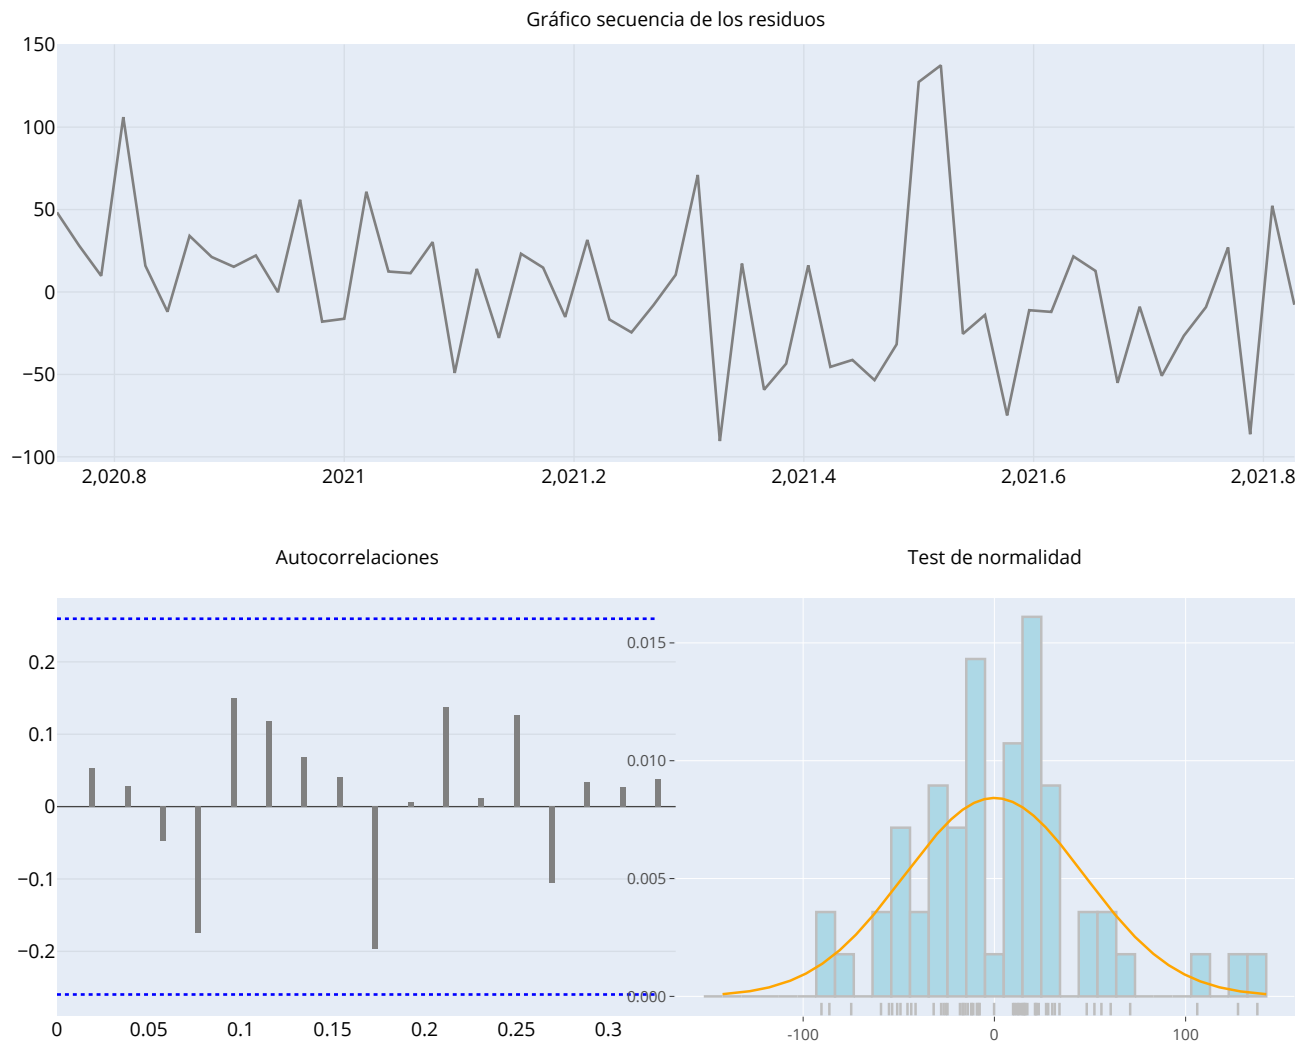 Gráfico secuencia de los residuos
150
100
50
0
−50
−100
2,020.8 2021 2,021.2 2,021.4 2,021.6 2,021.8
Autocorrelaciones
0.2
0.1
0
−0.1
−0.2
0 0.05 0.1 0.15 0.2 0.25 0.3
Test de normalidad
0.015
0.010
0.005
0.000
-100 0 100